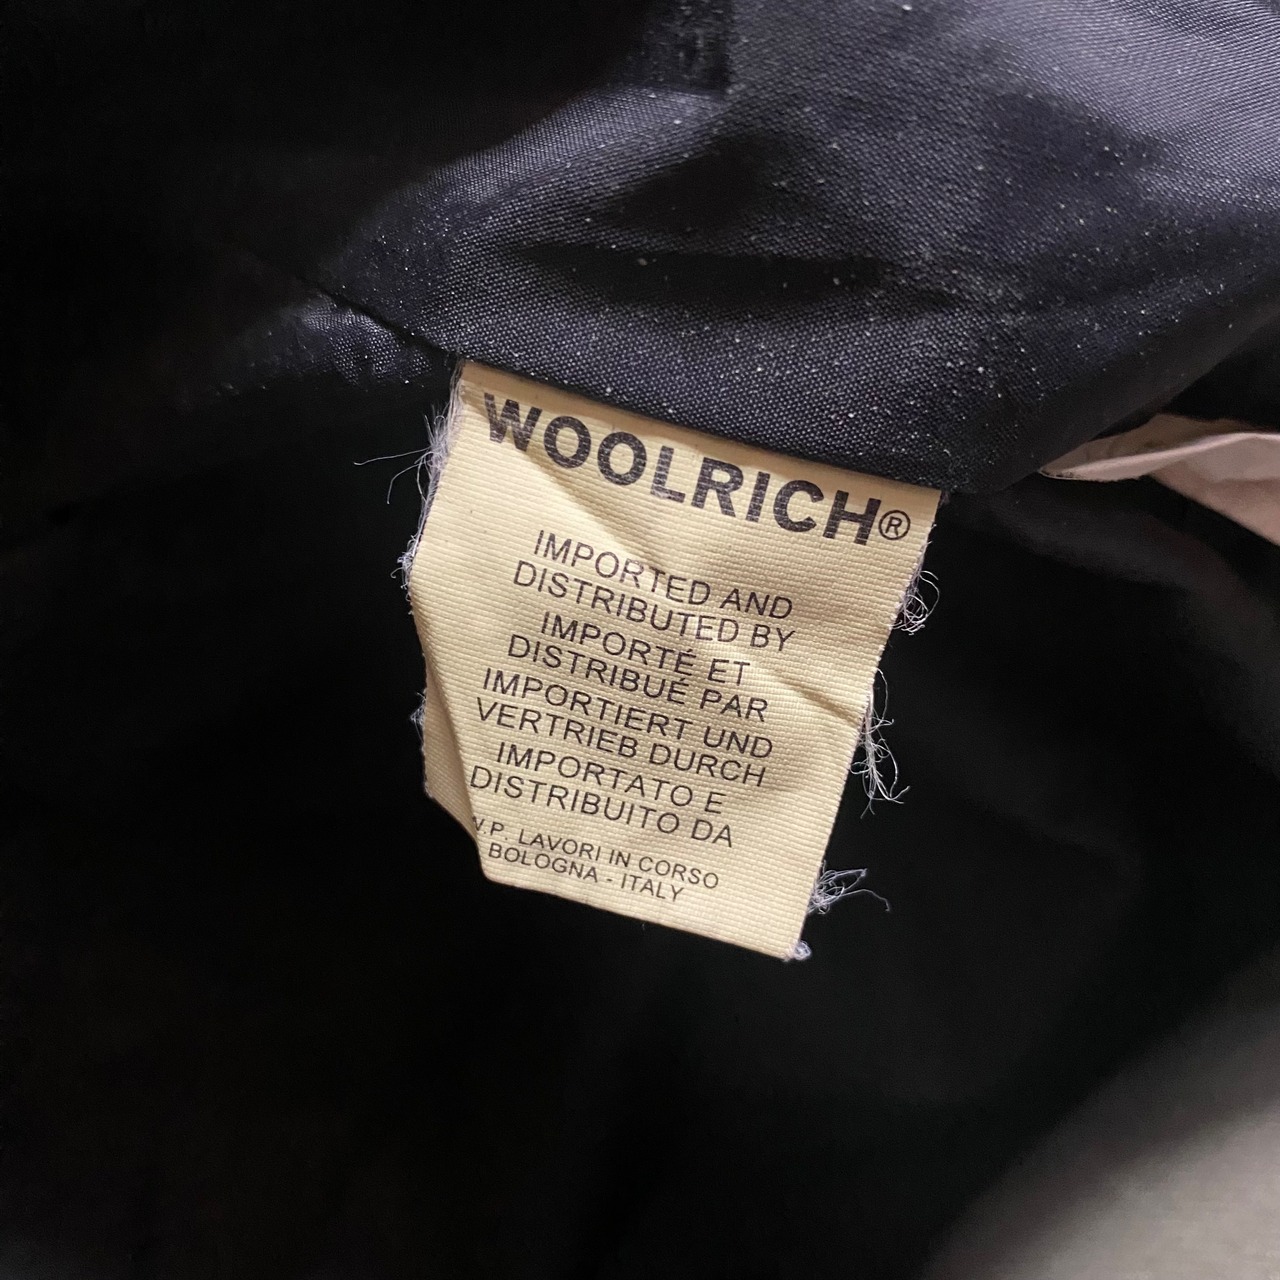 WOOLRICH®
IMPORTED AND
DISTRIBUTED BY
IMPORTÉ ET
DISTRIBUÉ PAR
IMPORTIERT UND
VERTRIEB DURCH
IMPORTATO E
DISTRIBUITO DA
W.P. LAVORI IN CORSO
BOLOGNA - ITALY